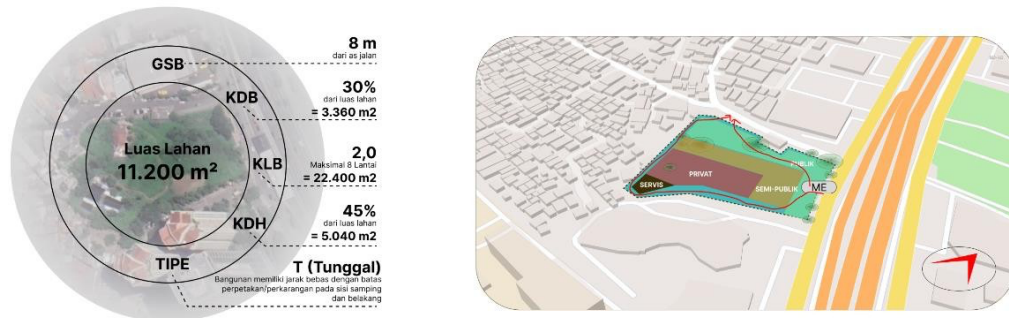 GSB
8 m
dari as jalan
KDB
30%
dari luas lahan
= 3.360 m2
Luas Lahan
11.200 m²
KLB
2,0
Maksimal 8 Lantai
= 22.400 m2
KDH
45%
dari luas lahan
= 5.040 m2
TIPE
T (Tunggal)
Bangunan memiliki jarak bebas dengan batas
perpetakan/perkarangan pada sisi samping
dan belakang
PUBLIK
PRIVAT
SERVIS
SEMI-PUBLIK
ME